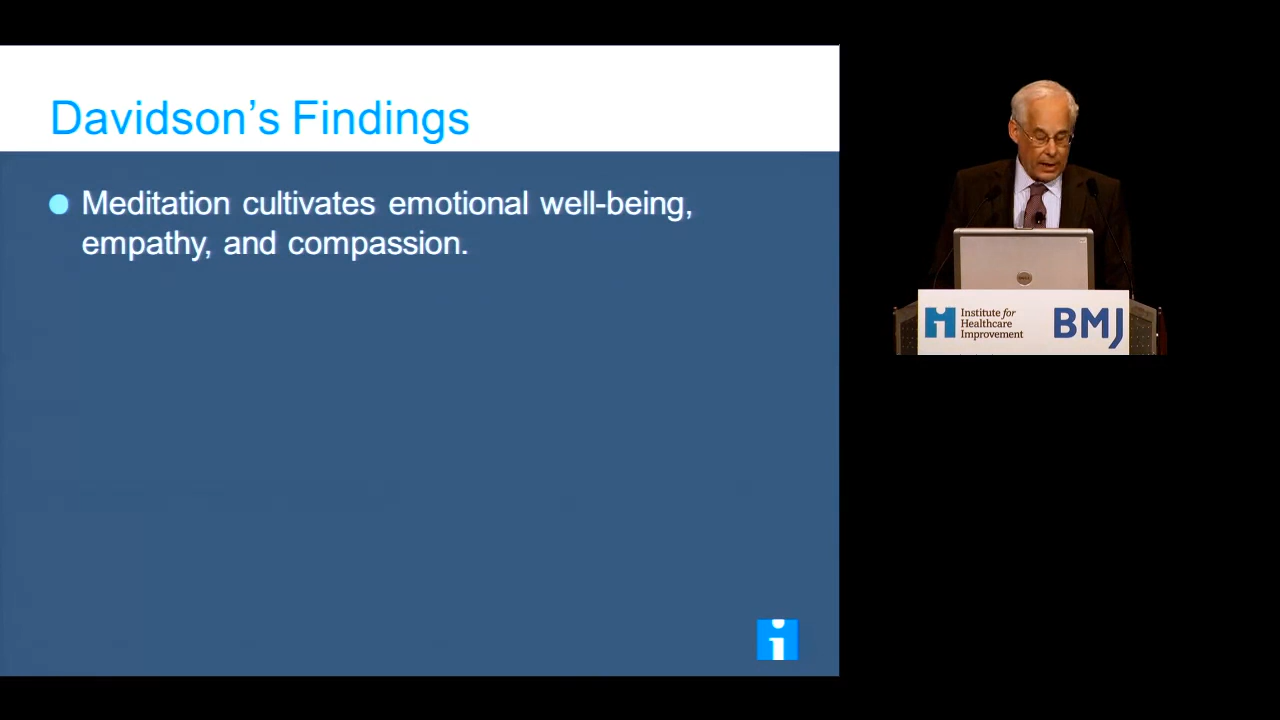 Davidson's Findings
Meditation cultivates emotional well-being,
empathy, and compassion.
Institute for
Healthcare
Improvement
BMJ